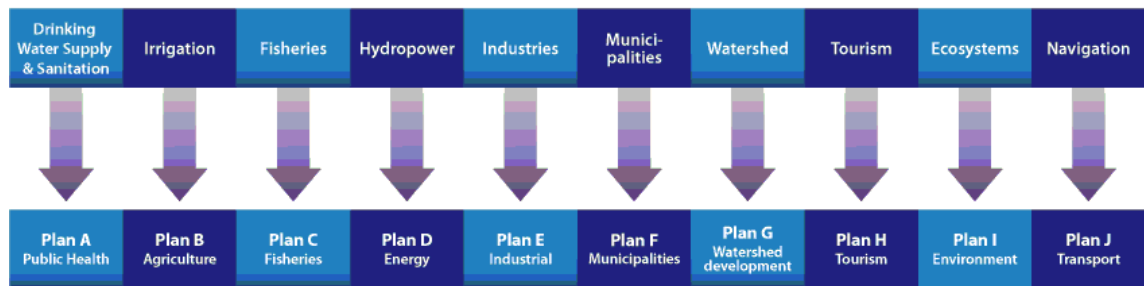 Drinking
Water Supply
& Sanitation
Irrigation
Fisheries
Hydropower
Industries
Munici-
palities
Watershed
Tourism
Ecosystems
Navigation
Plan A
Public Health
Plan B
Agriculture
Plan C
Fisheries
Plan D
Energy
Plan E
Industrial
Plan F
Municipalities
Plan G
Watershed
development
Plan H
Tourism
Plan I
Environment
Plan J
Transport